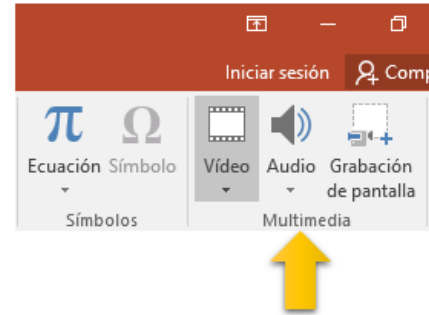 Iniciar sesión
Ecuación Símbolo Vídeo Audio Grabación
de pantalla
Símbolos Multimedia